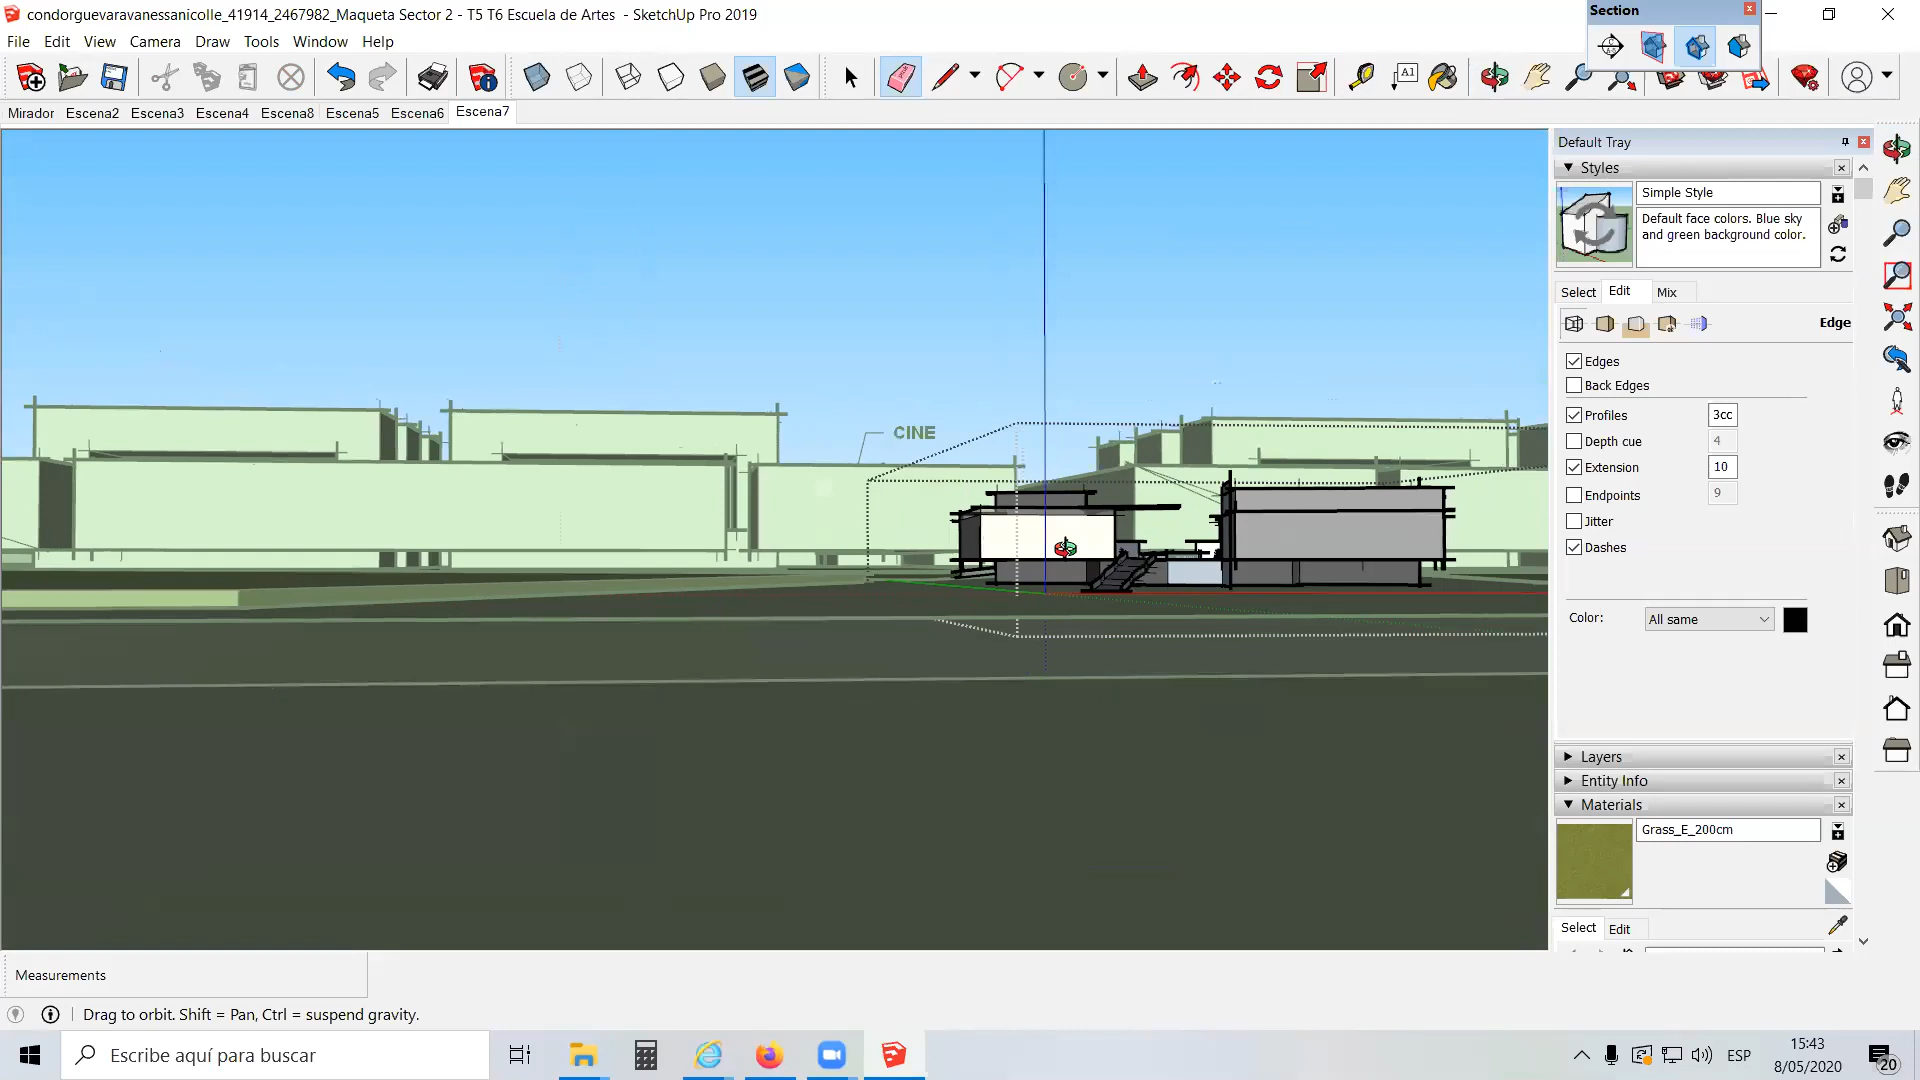 condorguevaravanessanicolle_41914_2467982_Maqueta Sector 2 - T5 T6 Escuela de Artes - SketchUp Pro 2019
Section
File Edit View Camera Draw Tools Window Help
A1
Mirador Escena2 Escena3 Escena4 Escena8 Escena5 Escena6 Escena7
Default Tray
Styles
Simple Style
Default face colors. Blue sky
and green background color.
Select Edit Mix
Edge
Edges
Back Edges
Profiles 3cc
Depth cue 4
Extension 10
Endpoints 9
Jitter
Dashes
Color: All same
CINE
Layers
Entity Info
Materials
Grass_E_200cm
Select Edit
Measurements
Drag to orbit. Shift = Pan, Ctrl = suspend gravity.
Escribe aquí para buscar
ESP
15:43
8/05/2020
20